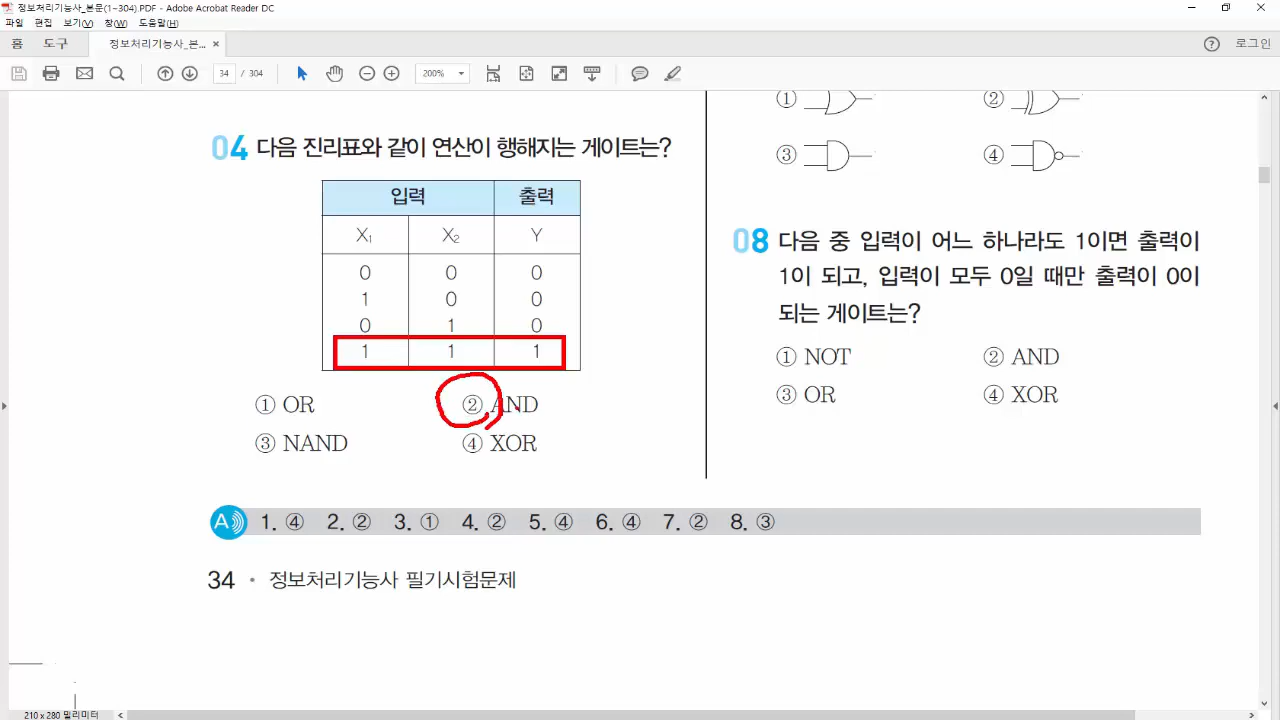 정보처리기능사_본문(1~304).PDF - Adobe Acrobat Reader DC
파일 편집 보기(V) 창(W) 도움말(H)
홈 도구 정보처리기능사_본... × ? 로그인
34 / 304 200%
04 다음 진리표와 같이 연산이 행해지는 게이트는?
입력 출력
X1 X2 Y
0 0 0
1 0 0
0 1 0
1 1 1
① OR ② AND
③ NAND ④ XOR
① ②
③ ④
08 다음 중 입력이 어느 하나라도 1이면 출력이
1이 되고, 입력이 모두 0일 때만 출력이 0이
되는 게이트는?
① NOT ② AND
③ OR ④ XOR
A 1. ④ 2. ② 3. ① 4. ② 5. ④ 6. ④ 7. ② 8. ③
34 • 정보처리기능사 필기시험문제
210 x 280 밀리미터